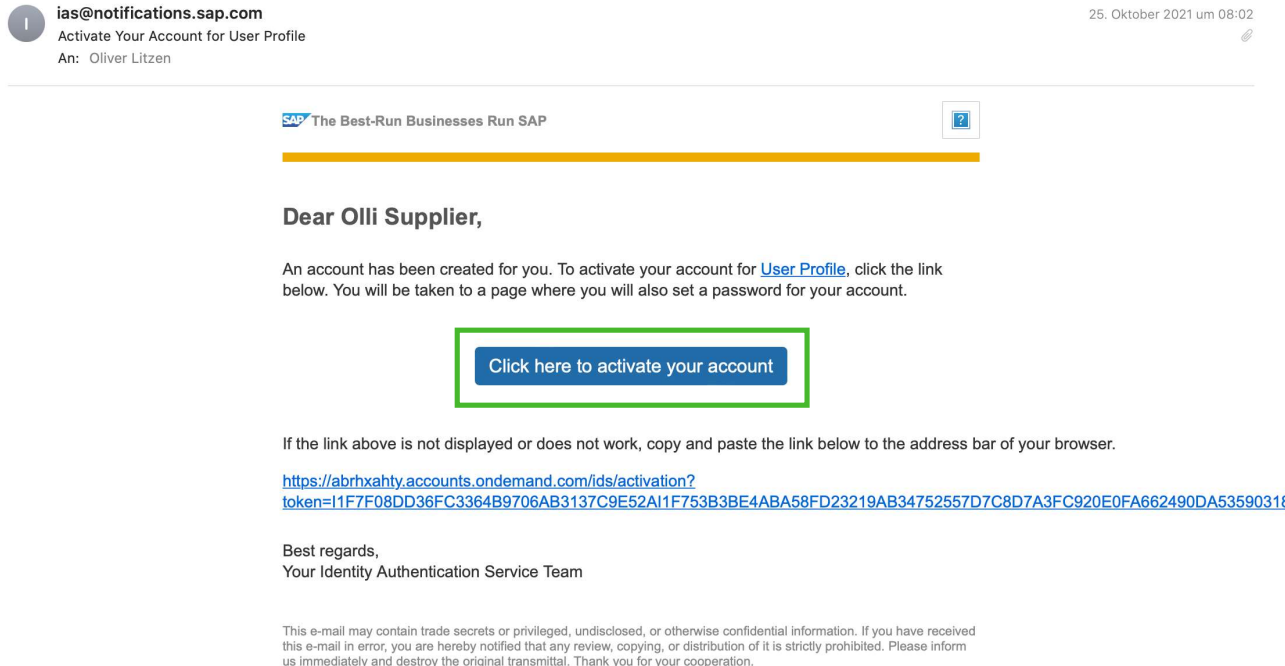 I
ias@notifications.sap.com
25. Oktober 2021 um 08:02
Activate Your Account for User Profile
An: Oliver Litzen
SAP The Best-Run Businesses Run SAP
?
Dear Olli Supplier,
An account has been created for you. To activate your account for User Profile, click the link
below. You will be taken to a page where you will also set a password for your account.
Click here to activate your account
If the link above is not displayed or does not work, copy and paste the link below to the address bar of your browser.
https://abrhxahty.accounts.ondemand.com/ids/activation?
token=I1F7F08DD36FC3364B9706AB3137C9E52AI1F753B3BE4ABA58FD23219AB34752557D7C8D7A3FC920E0FA662490DA53590318
Best regards,
Your Identity Authentication Service Team
This e-mail may contain trade secrets or privileged, undisclosed, or otherwise confidential information. If you have received
this e-mail in error, you are hereby notified that any review, copying, or distribution of it is strictly prohibited. Please inform
us immediately and destroy the original transmittal. Thank you for your cooperation.